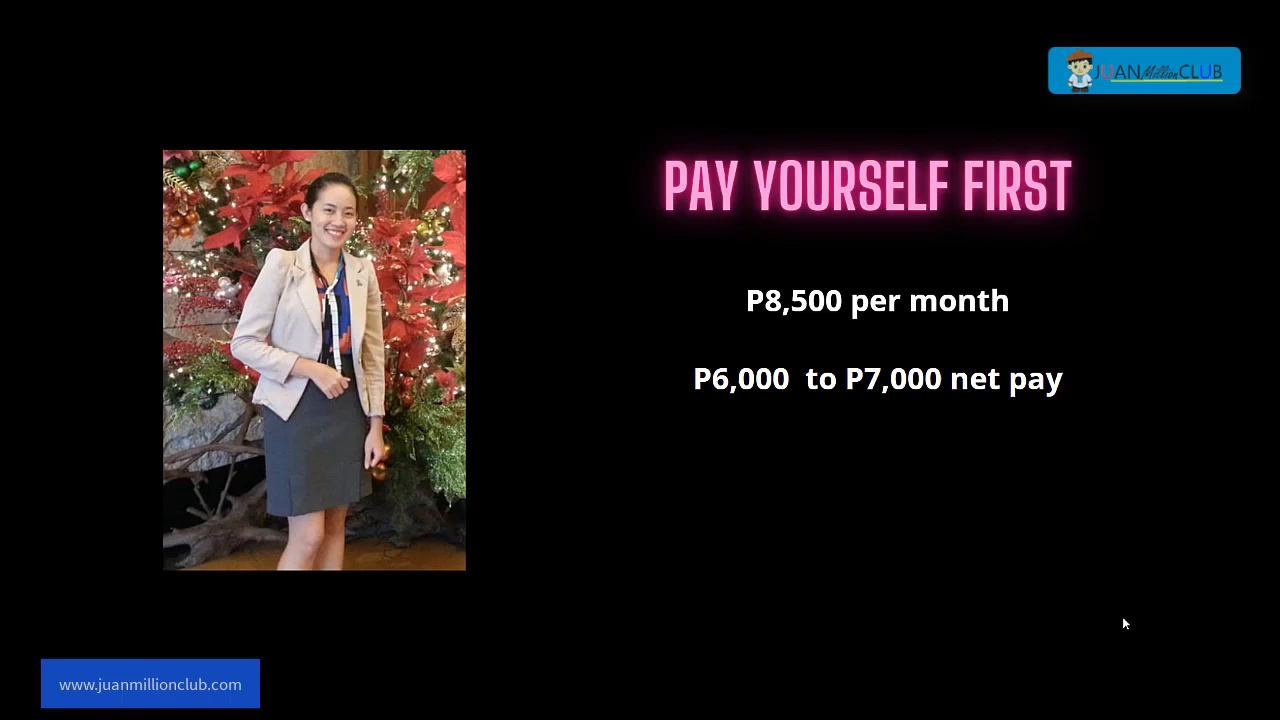 JUAN Million CLUB
PAY YOURSELF FIRST
P8,500 per month
P6,000  to P7,000 net pay
www.juanmillionclub.com